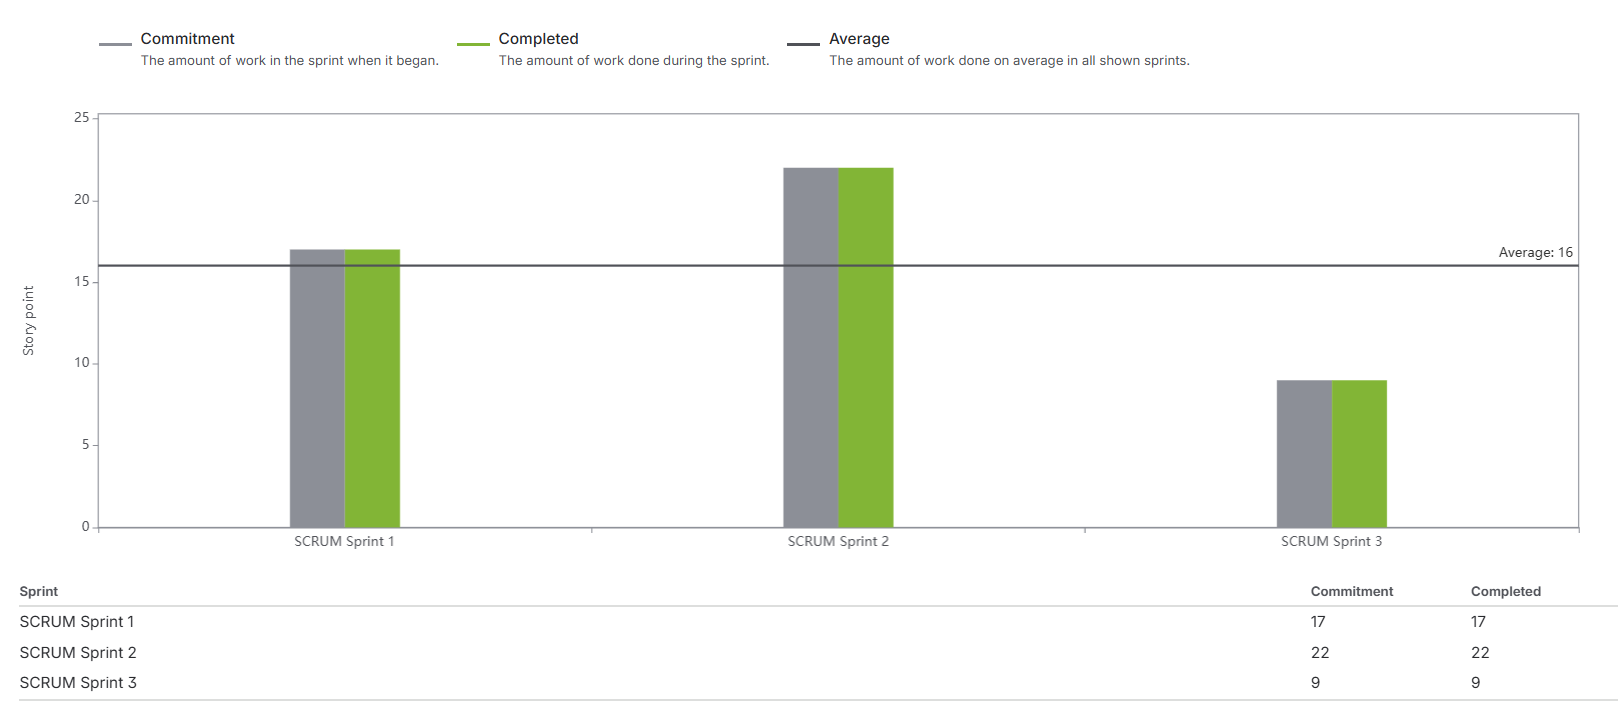 Commitment Completed Average
The amount of work in the sprint when it began. The amount of work done during the sprint. The amount of work done on average in all shown sprints.
25
20
Average: 16
15
Story point
10
5
0
SCRUM Sprint 1 SCRUM Sprint 2 SCRUM Sprint 3
Sprint Commitment Completed
SCRUM Sprint 1 17 17
SCRUM Sprint 2 22 22
SCRUM Sprint 3 9 9